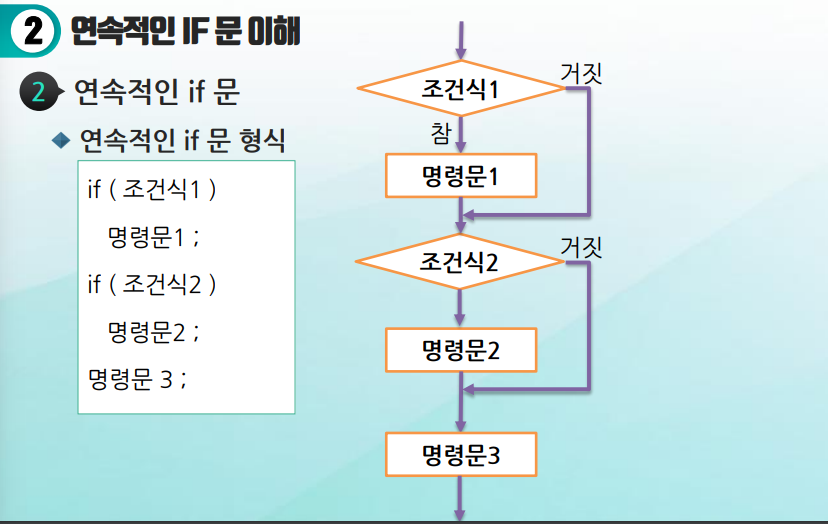 2 연속적인 IF 문 이해
2 연속적인 if 문
연속적인 if 문 형식
if ( 조건식1 )
명령문1 ;
if ( 조건식2 )
명령문2 ;
명령문 3 ;
조건식1
거짓
참
명령문1
조건식2
거짓
명령문2
명령문3